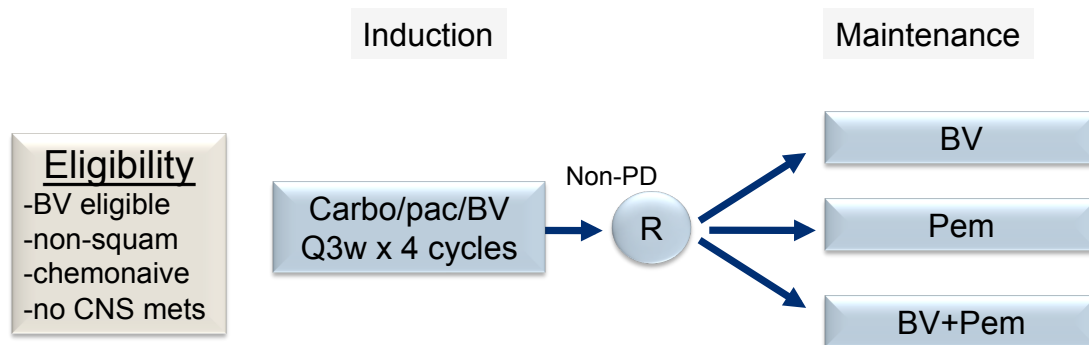 Induction
Maintenance
Eligibility
-BV eligible
-non-squam
-chemonaive
-no CNS mets
Carbo/pac/BV
Q3w x 4 cycles
Non-PD
R
BV
Pem
BV+Pem